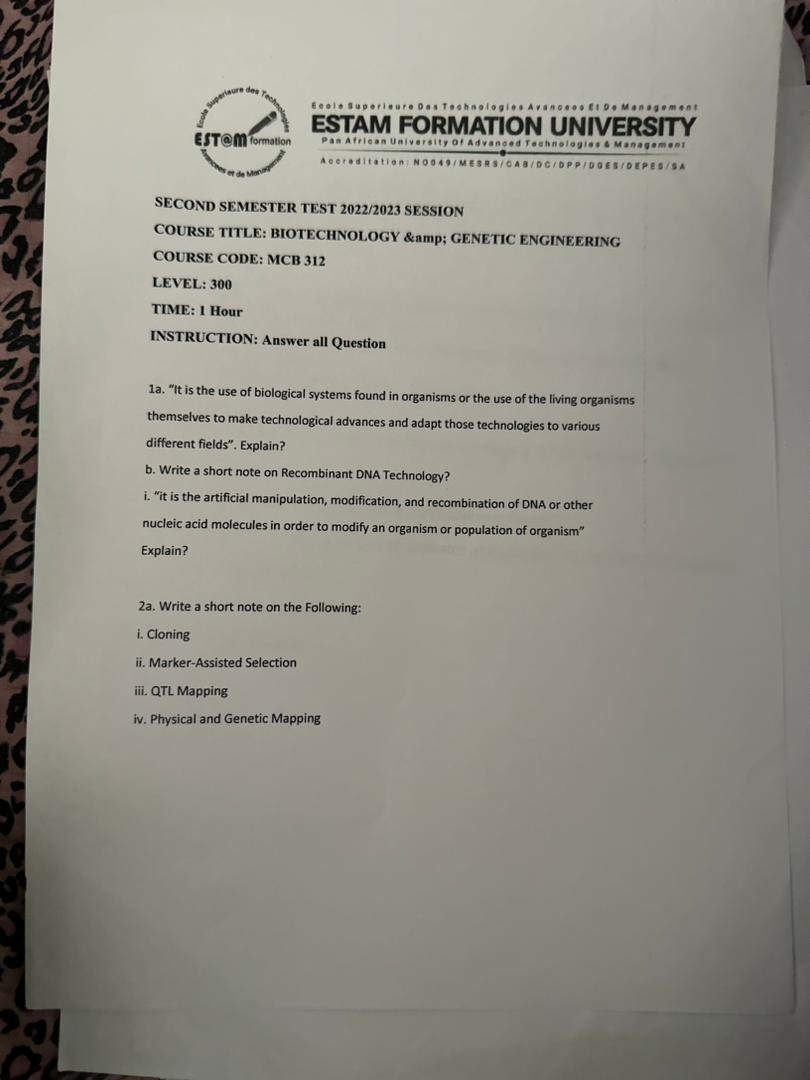 Ecole Superieure des Technologies
EST@M formation
Avancees et de Management
Ecole Superieure Des Technologies Avancees Et De Management
ESTAM FORMATION UNIVERSITY
Pan African University Of Advanced Technologies & Management
Accreditation: NO049/MESRS/CAB/DC/DPP/DGES/DEPES/SA
SECOND SEMESTER TEST 2022/2023 SESSION
COURSE TITLE: BIOTECHNOLOGY &amp; GENETIC ENGINEERING
COURSE CODE: MCB 312
LEVEL: 300
TIME: 1 Hour
INSTRUCTION: Answer all Question
1a. “It is the use of biological systems found in organisms or the use of the living organisms
themselves to make technological advances and adapt those technologies to various
different fields”. Explain?
b. Write a short note on Recombinant DNA Technology?
i. “it is the artificial manipulation, modification, and recombination of DNA or other
nucleic acid molecules in order to modify an organism or population of organism”
Explain?
2a. Write a short note on the Following:
i. Cloning
ii. Marker-Assisted Selection
iii. QTL Mapping
iv. Physical and Genetic Mapping